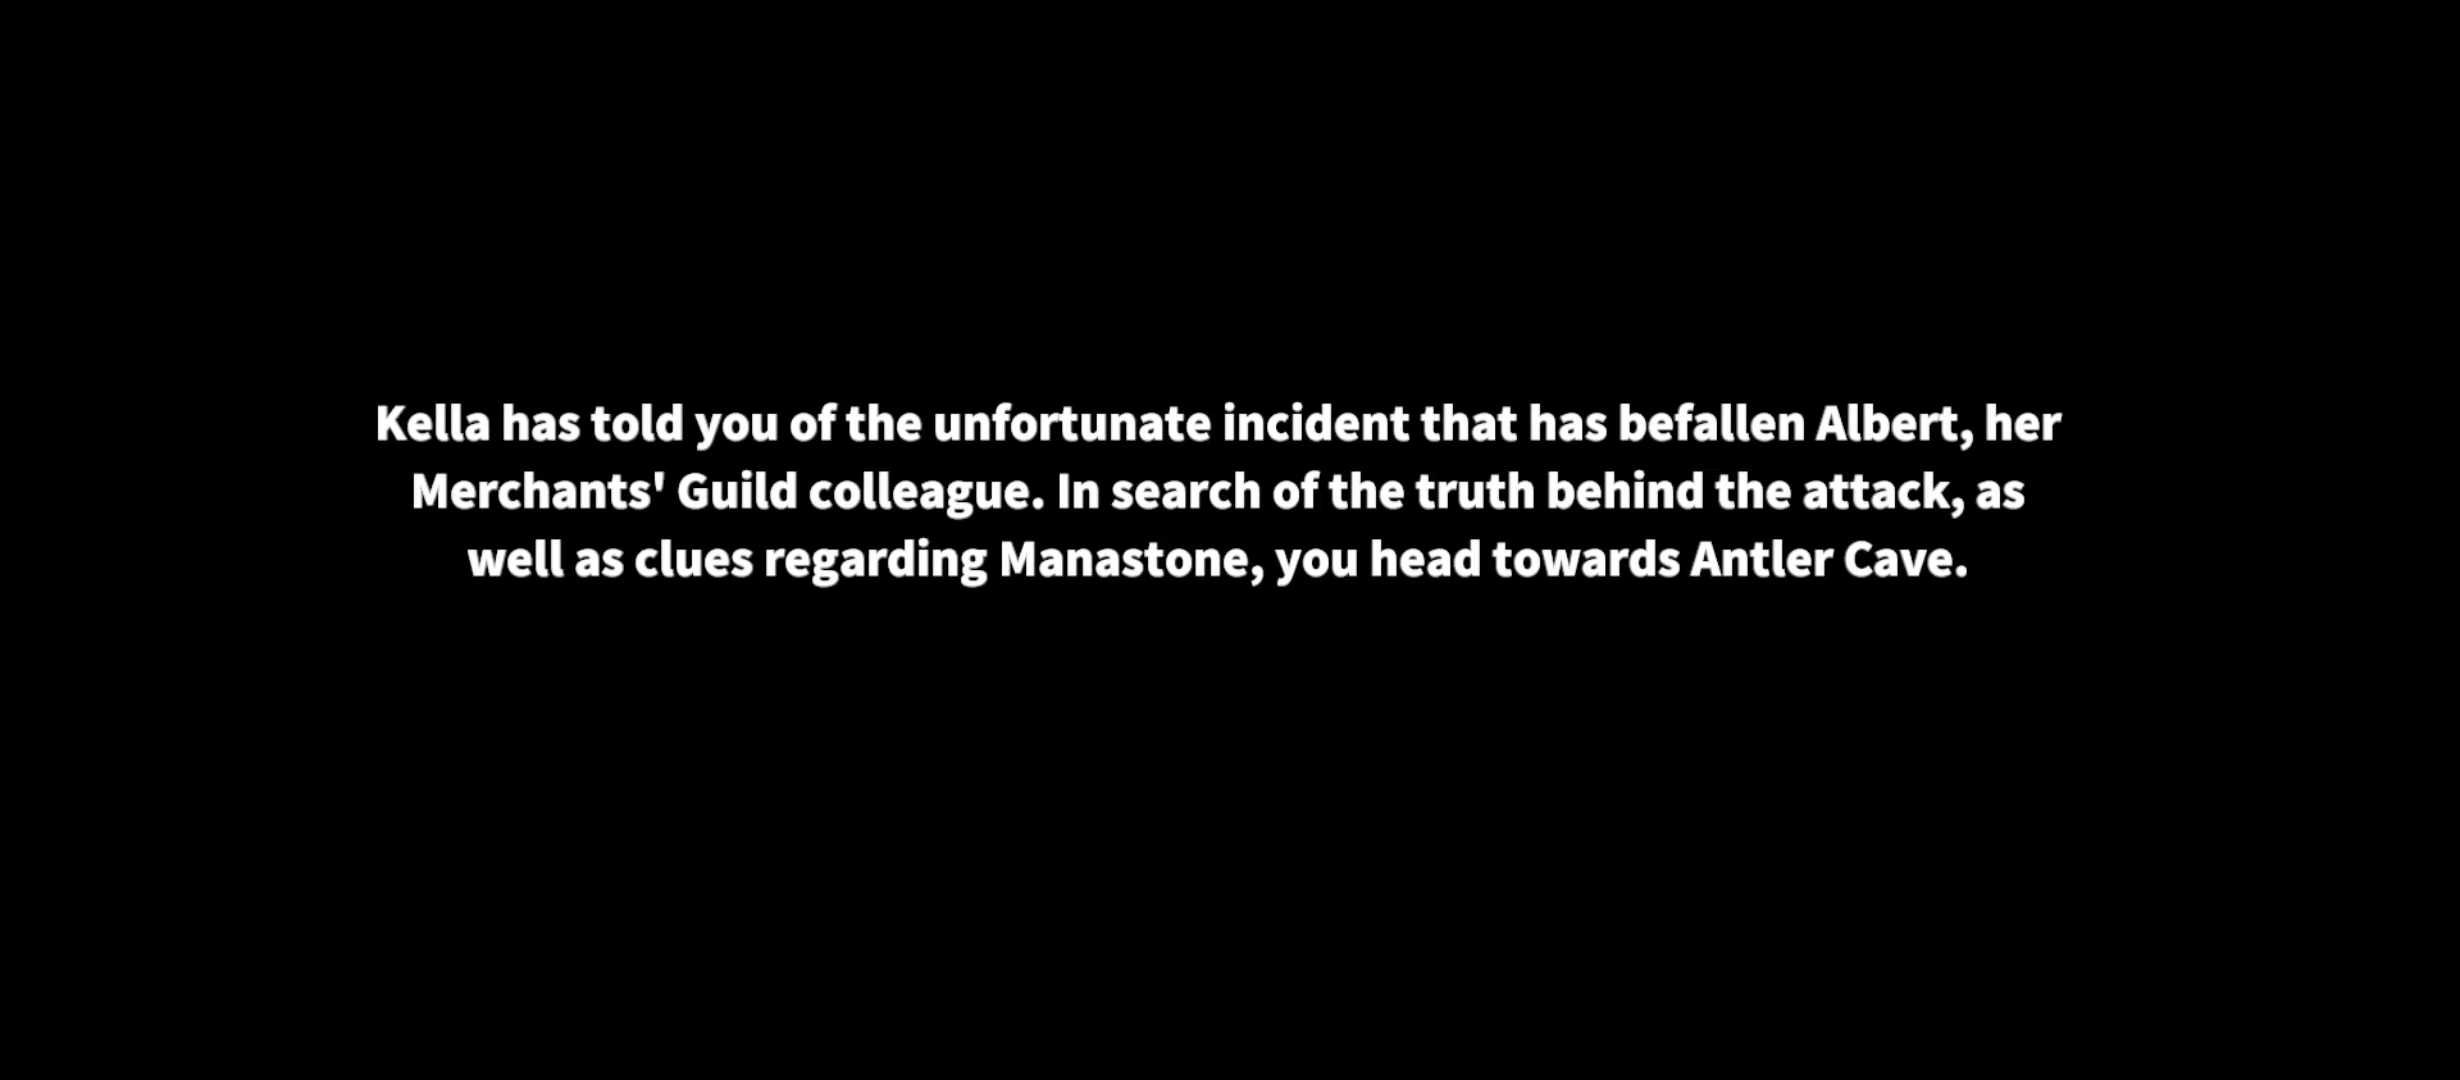 Kella has told you of the unfortunate incident that has befallen Albert, her
Merchants' Guild colleague. In search of the truth behind the attack, as
well as clues regarding Manastone, you head towards Antler Cave.